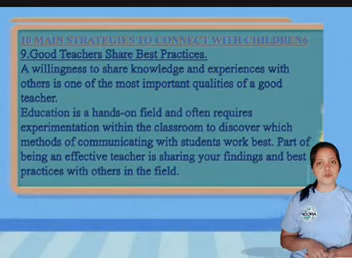 10 MAIN STRATEGIES TO CONNECT WITH CHILDREN6
9.Good Teachers Share Best Practices.
A willingness to share knowledge and experiences with
others is one of the most important qualities of a good
teacher.
Education is a hands-on field and often requires
experimentation within the classroom to discover which
methods of communicating with students work best. Part of
being an effective teacher is sharing your findings and best
practices with others in the field.